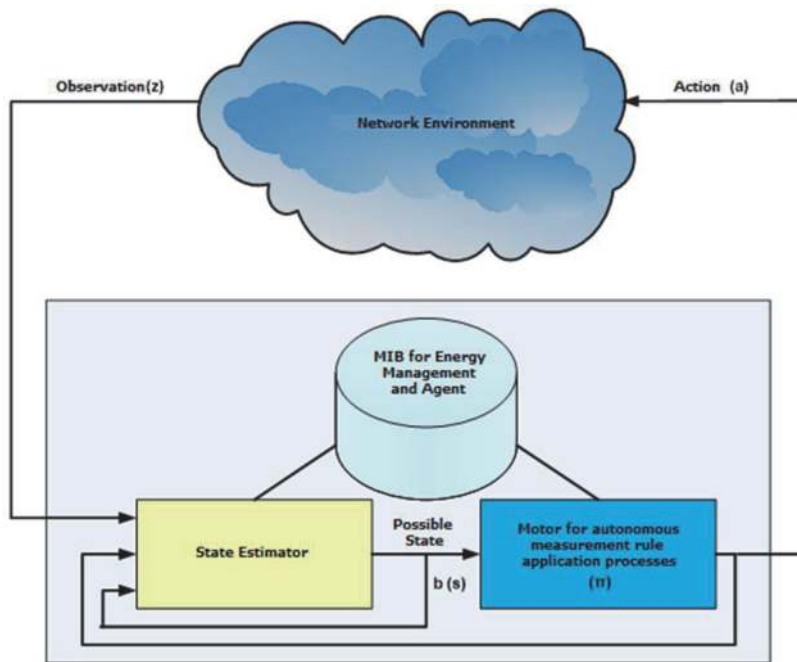 Observation(z)
Action (a)
Network Environment
MIB for Energy
Management
and Agent
State Estimator
Possible
State
b (s)
Motor for autonomous
measurement rule
application processes
(π)